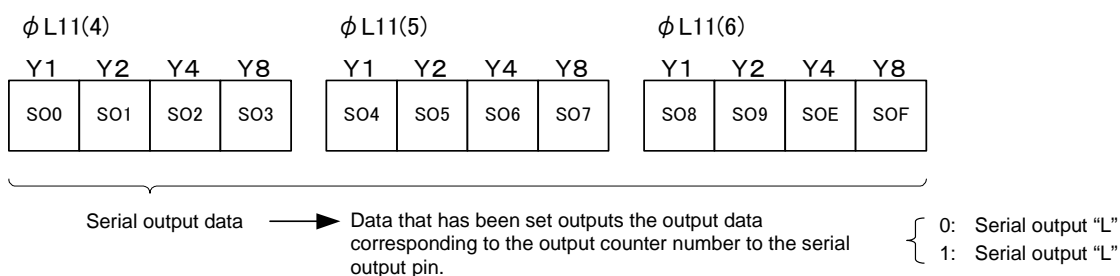 φL11(4) φL11(5) φL11(6)
Y1 Y2 Y4 Y8 Y1 Y2 Y4 Y8 Y1 Y2 Y4 Y8
SO0 SO1 SO2 SO3 SO4 SO5 SO6 SO7 SO8 SO9 SOE SOF
Serial output data
Data that has been set outputs the output data
corresponding to the output counter number to the serial
output pin.
0: Serial output “L”
1: Serial output “L”